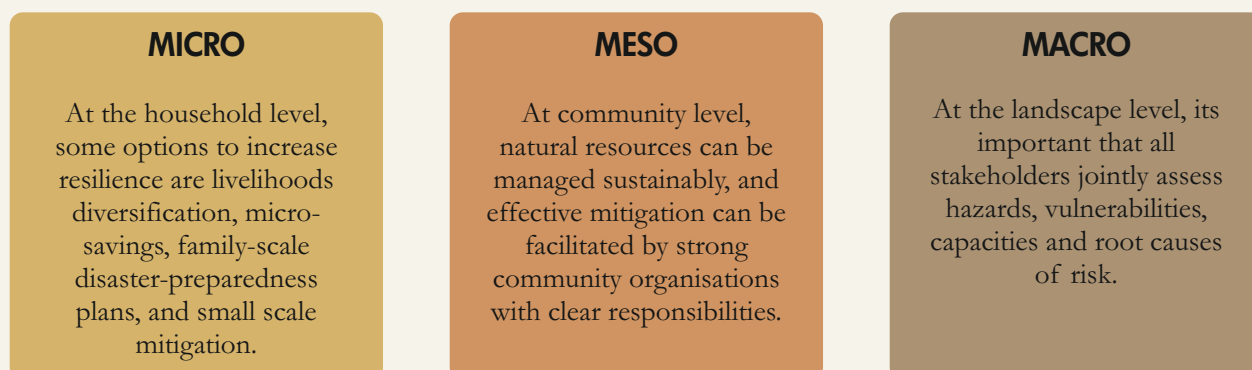 MICRO
At the household level,
some options to increase
resilience are livelihoods
diversification, micro-
savings, family-scale
disaster-preparedness
plans, and small scale
mitigation.
MESO
At community level,
natural resources can be
managed sustainably, and
effective mitigation can be
facilitated by strong
community organisations
with clear responsibilities.
MACRO
At the landscape level, its
important that all
stakeholders jointly assess
hazards, vulnerabilities,
capacities and root causes
of risk.